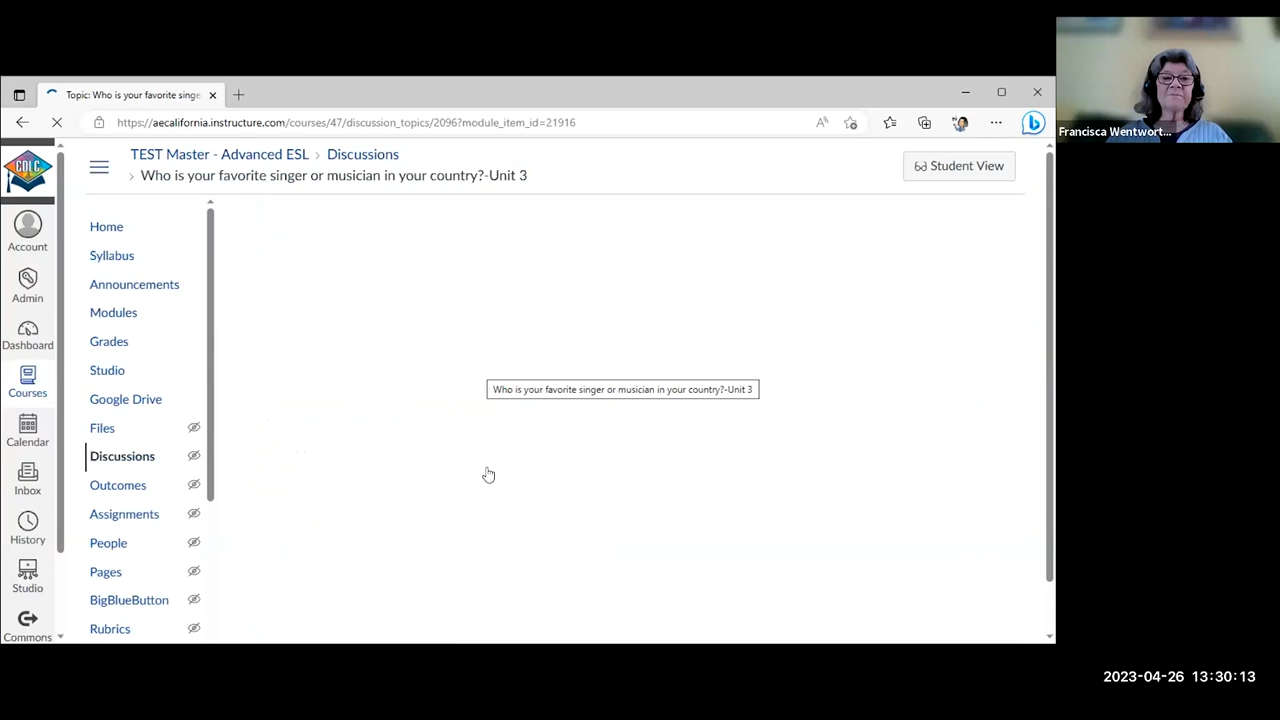 Topic: Who is your favorite singe
https://aecalifornia.instructure.com/courses/47/discussion_topics/2096?module_item_id=21916
Francisca Wentwort...
CDLC
TEST Master - Advanced ESL > Discussions
> Who is your favorite singer or musician in your country?-Unit 3
Student View
Account
Admin
Dashboard
Courses
Calendar
Inbox
History
Studio
Commons
Home
Syllabus
Announcements
Modules
Grades
Studio
Google Drive
Files
Discussions
Outcomes
Assignments
People
Pages
BigBlueButton
Rubrics
Who is your favorite singer or musician in your country?-Unit 3
2023-04-26 13:30:13